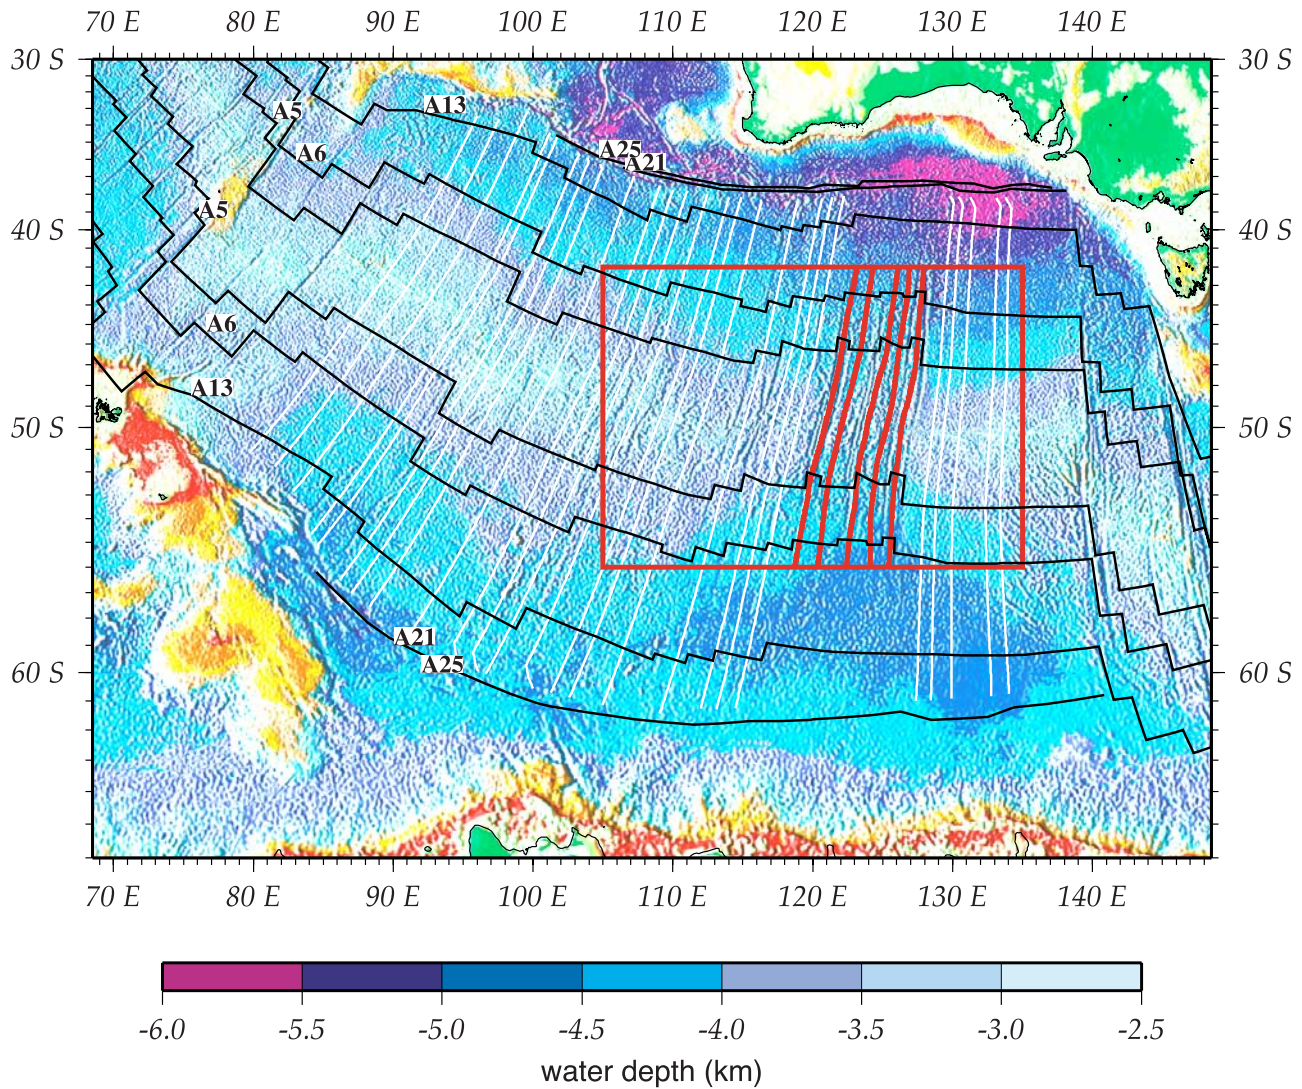 70 E 80 E 90 E 100 E 110 E 120 E 130 E 140 E
30 S 30 S
A5 A13
A25
A6 A21
A5
40 S 40 S
A6
A13
50 S 50 S
A21
A25
60 S 60 S
70 E 80 E 90 E 100 E 110 E 120 E 130 E 140 E
-6.0 -5.5 -5.0 -4.5 -4.0 -3.5 -3.0 -2.5
water depth (km)